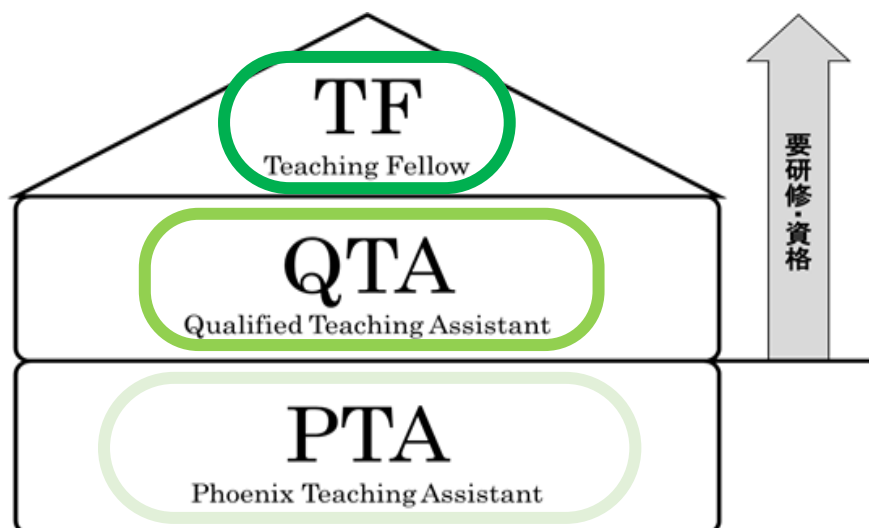 TF
Teaching Fellow
要研修・資格
QTA
Qualified Teaching Assistant
PTA
Phoenix Teaching Assistant